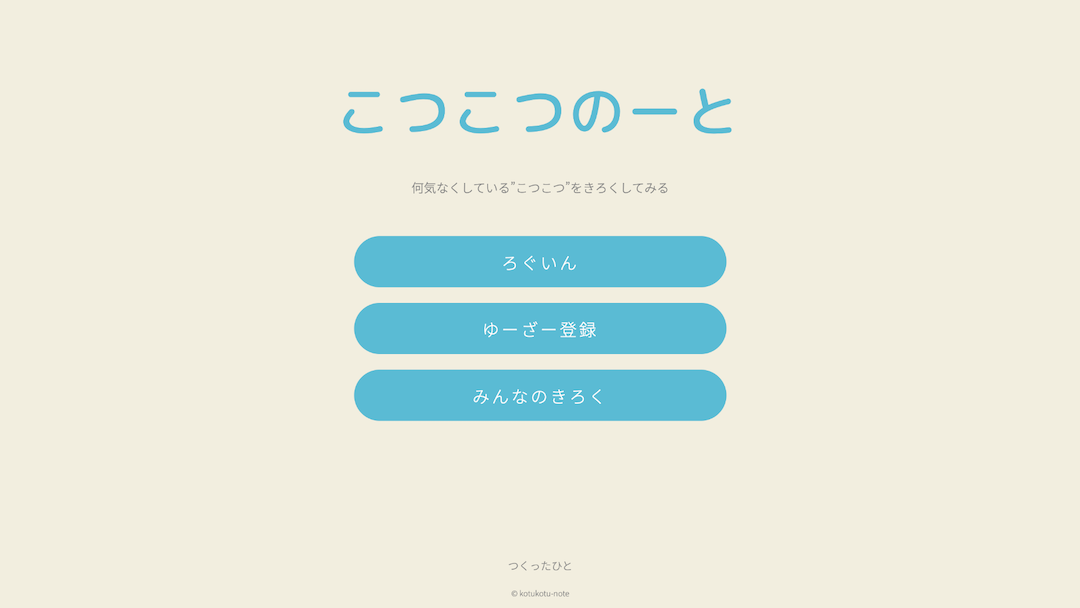 こつこつのーと
何気なくしている”こつこつ”をきろくしてみる
ろぐいん
ゆーざー登録
みんなのきろく
つくったひと
© kotukotu-note